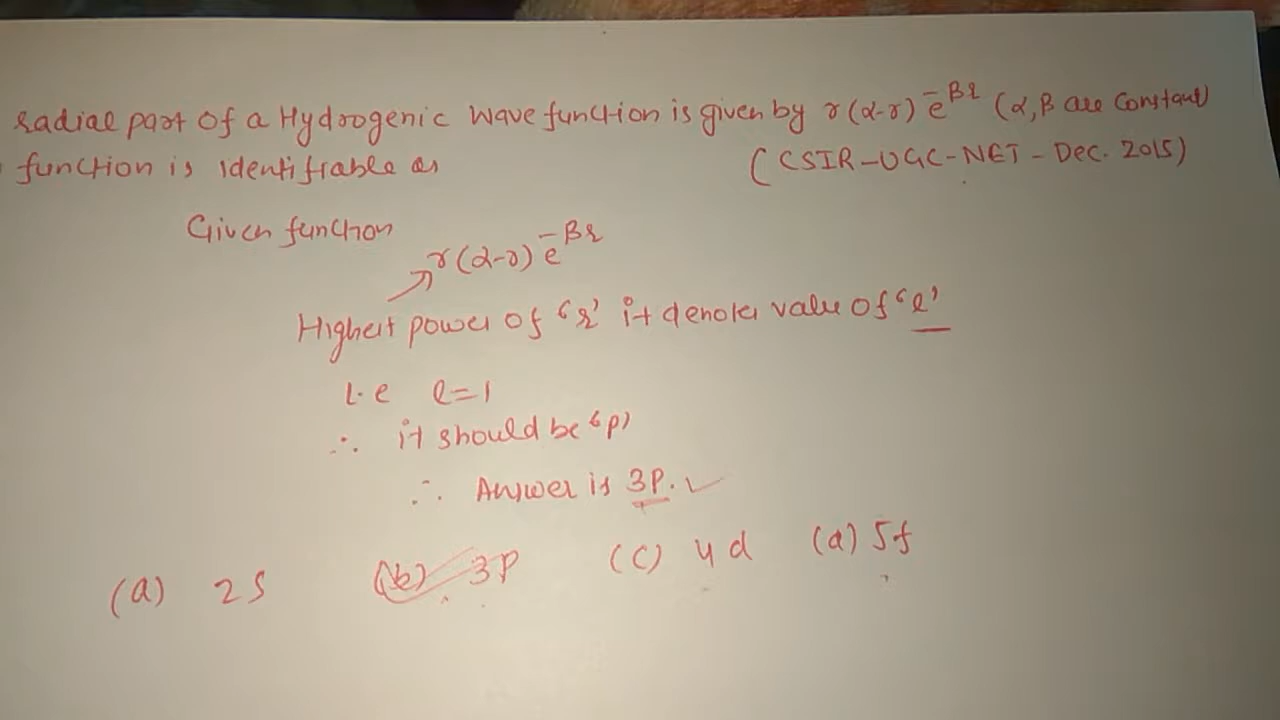 radial part of a Hydrogenic wave function is given by r(α-r) e^-βr (α,β are constant)
function is identifiable as (CSIR-UGC-NET-Dec. 2015)
Given function
r(α-r) e^-βr
Highest power of 'r' it denotes value of 'l'
i.e l=1
∴ it should be 'p'
∴ Answer is 3P. ✓
(a) 2S (b) 3P (C) 4d (a) 5f